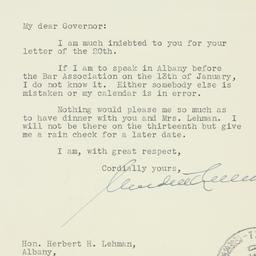 My dear Governor:
I am much indebted to you for your
letter of the 20th.
If I am to speak in Albany before
the Bar Association on the 13th of January,
I do not know it. Either somebody else is
mistaken or my calendar is in error.
Nothing would please me so much as
to have dinner with you and Mrs. Lehman. I
will not be there on the thirteenth but give
me a rain check for a later date.
I am, with great respect,
Cordially yours,
Hon. Herbert H. Lehman,
Albany,